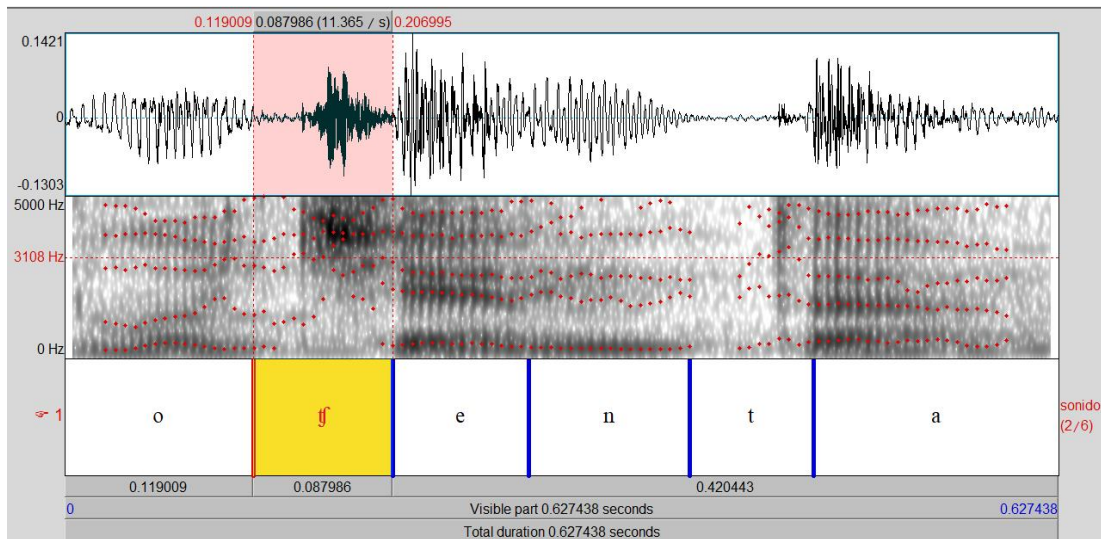 0.119009 0.087986 (11.365 / s) 0.206995
0.1421
0
-0.1303
5000 Hz
3108 Hz
0 Hz
☞ 1 o ʧ e n t a sonido
(2/6)
0.119009 0.087986 0.420443
0 Visible part 0.627438 seconds 0.627438
Total duration 0.627438 seconds